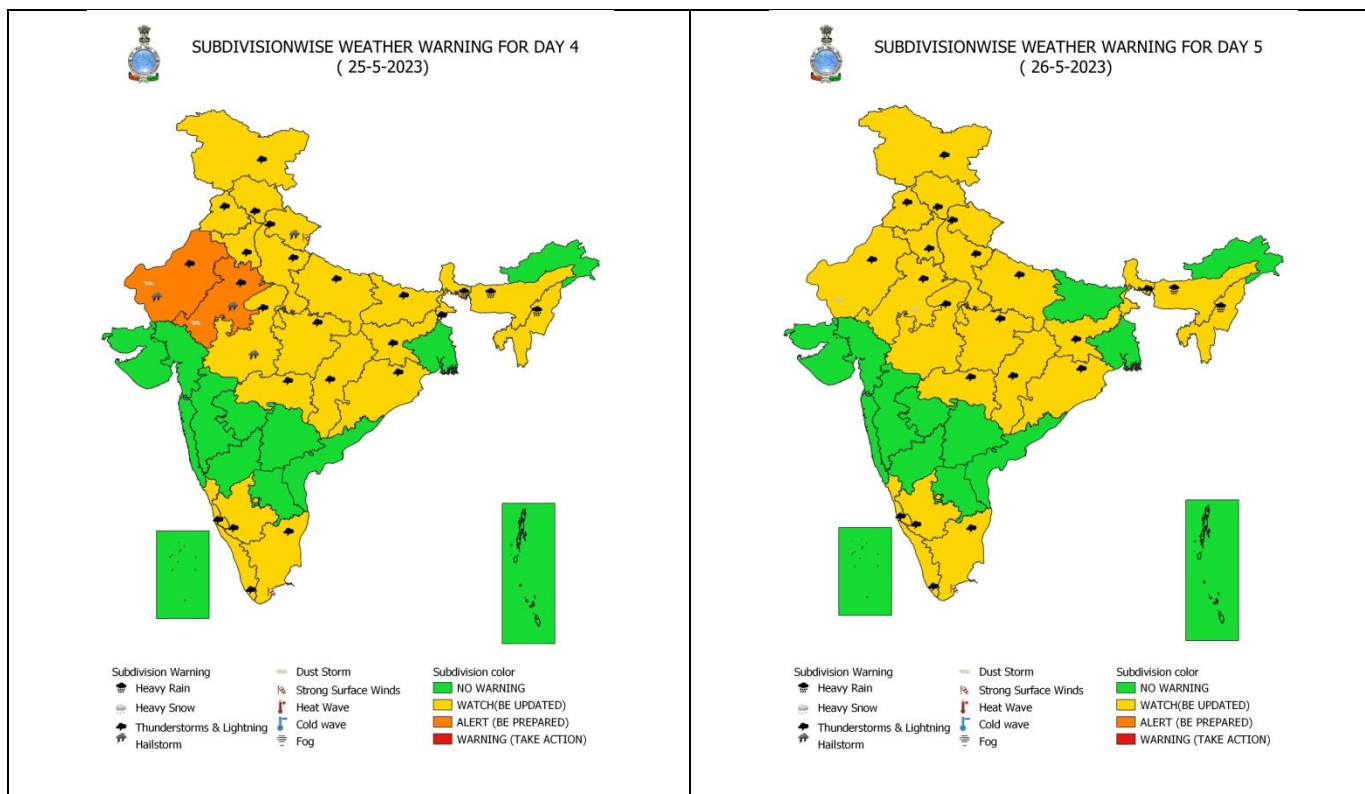 SUBDIVISIONWISE WEATHER WARNING FOR DAY 4
( 25-5-2023)
Subdivision Warning
Heavy Rain
Heavy Snow
Thunderstorms & Lightning
Hailstorm
Dust Storm
Strong Surface Winds
Heat Wave
Cold wave
Fog
Subdivision color
NO WARNING
WATCH(BE UPDATED)
ALERT (BE PREPARED)
WARNING (TAKE ACTION)
SUBDIVISIONWISE WEATHER WARNING FOR DAY 5
( 26-5-2023)
Subdivision Warning
Heavy Rain
Heavy Snow
Thunderstorms & Lightning
Hailstorm
Dust Storm
Strong Surface Winds
Heat Wave
Cold wave
Fog
Subdivision color
NO WARNING
WATCH(BE UPDATED)
ALERT (BE PREPARED)
WARNING (TAKE ACTION)